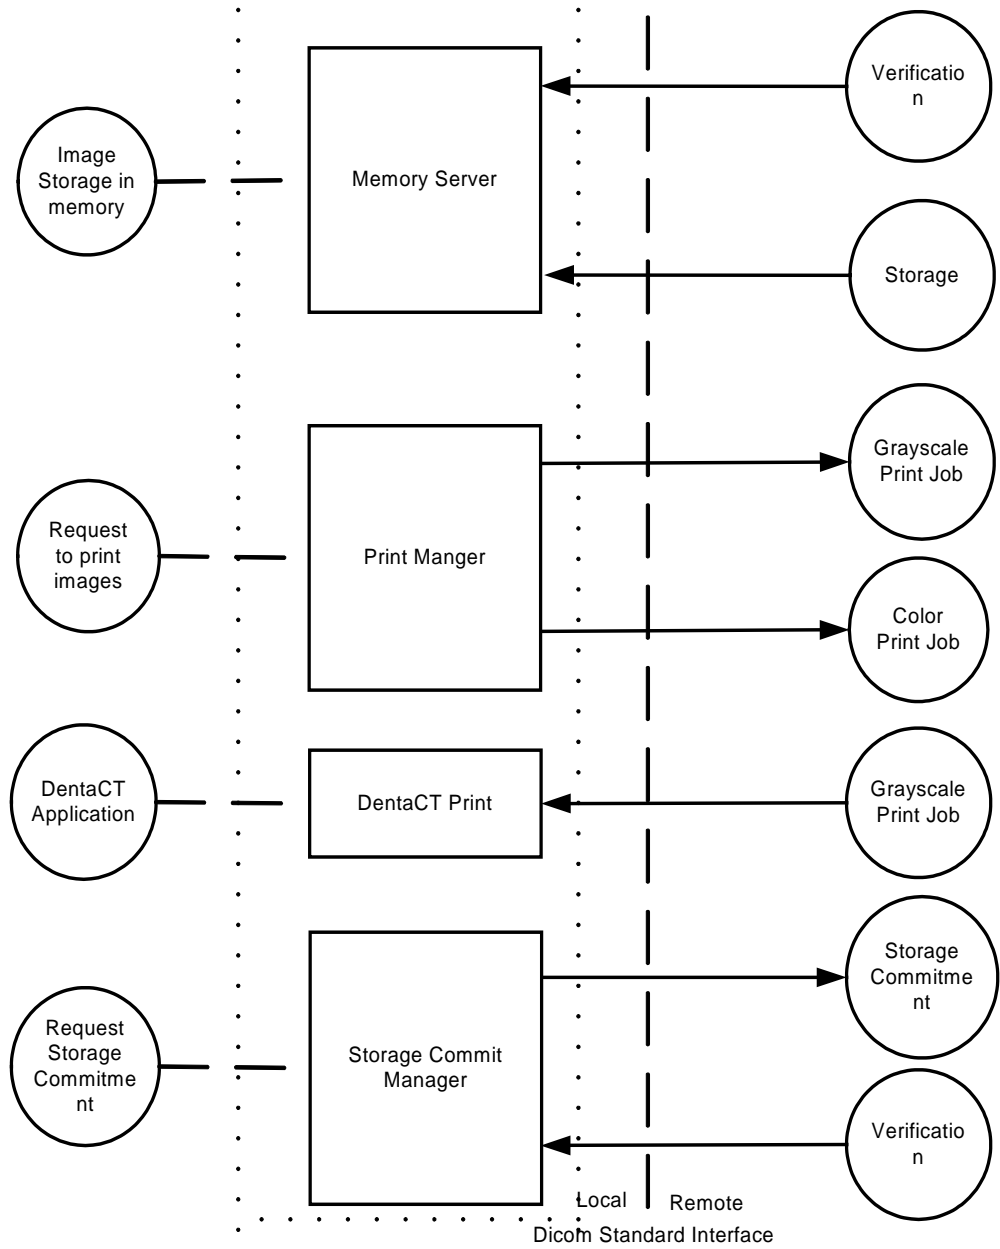 Verificatio
n
Image
Storage in
memory
Memory Server
Storage
Grayscale
Print Job
Request
to print
images
Print Manger
Color
Print Job
DentaCT
Application
DentaCT Print
Grayscale
Print Job
Storage
Commitme
nt
Request
Storage
Commitme
nt
Storage Commit
Manager
Verificatio
n
Local
Remote
Dicom Standard Interface